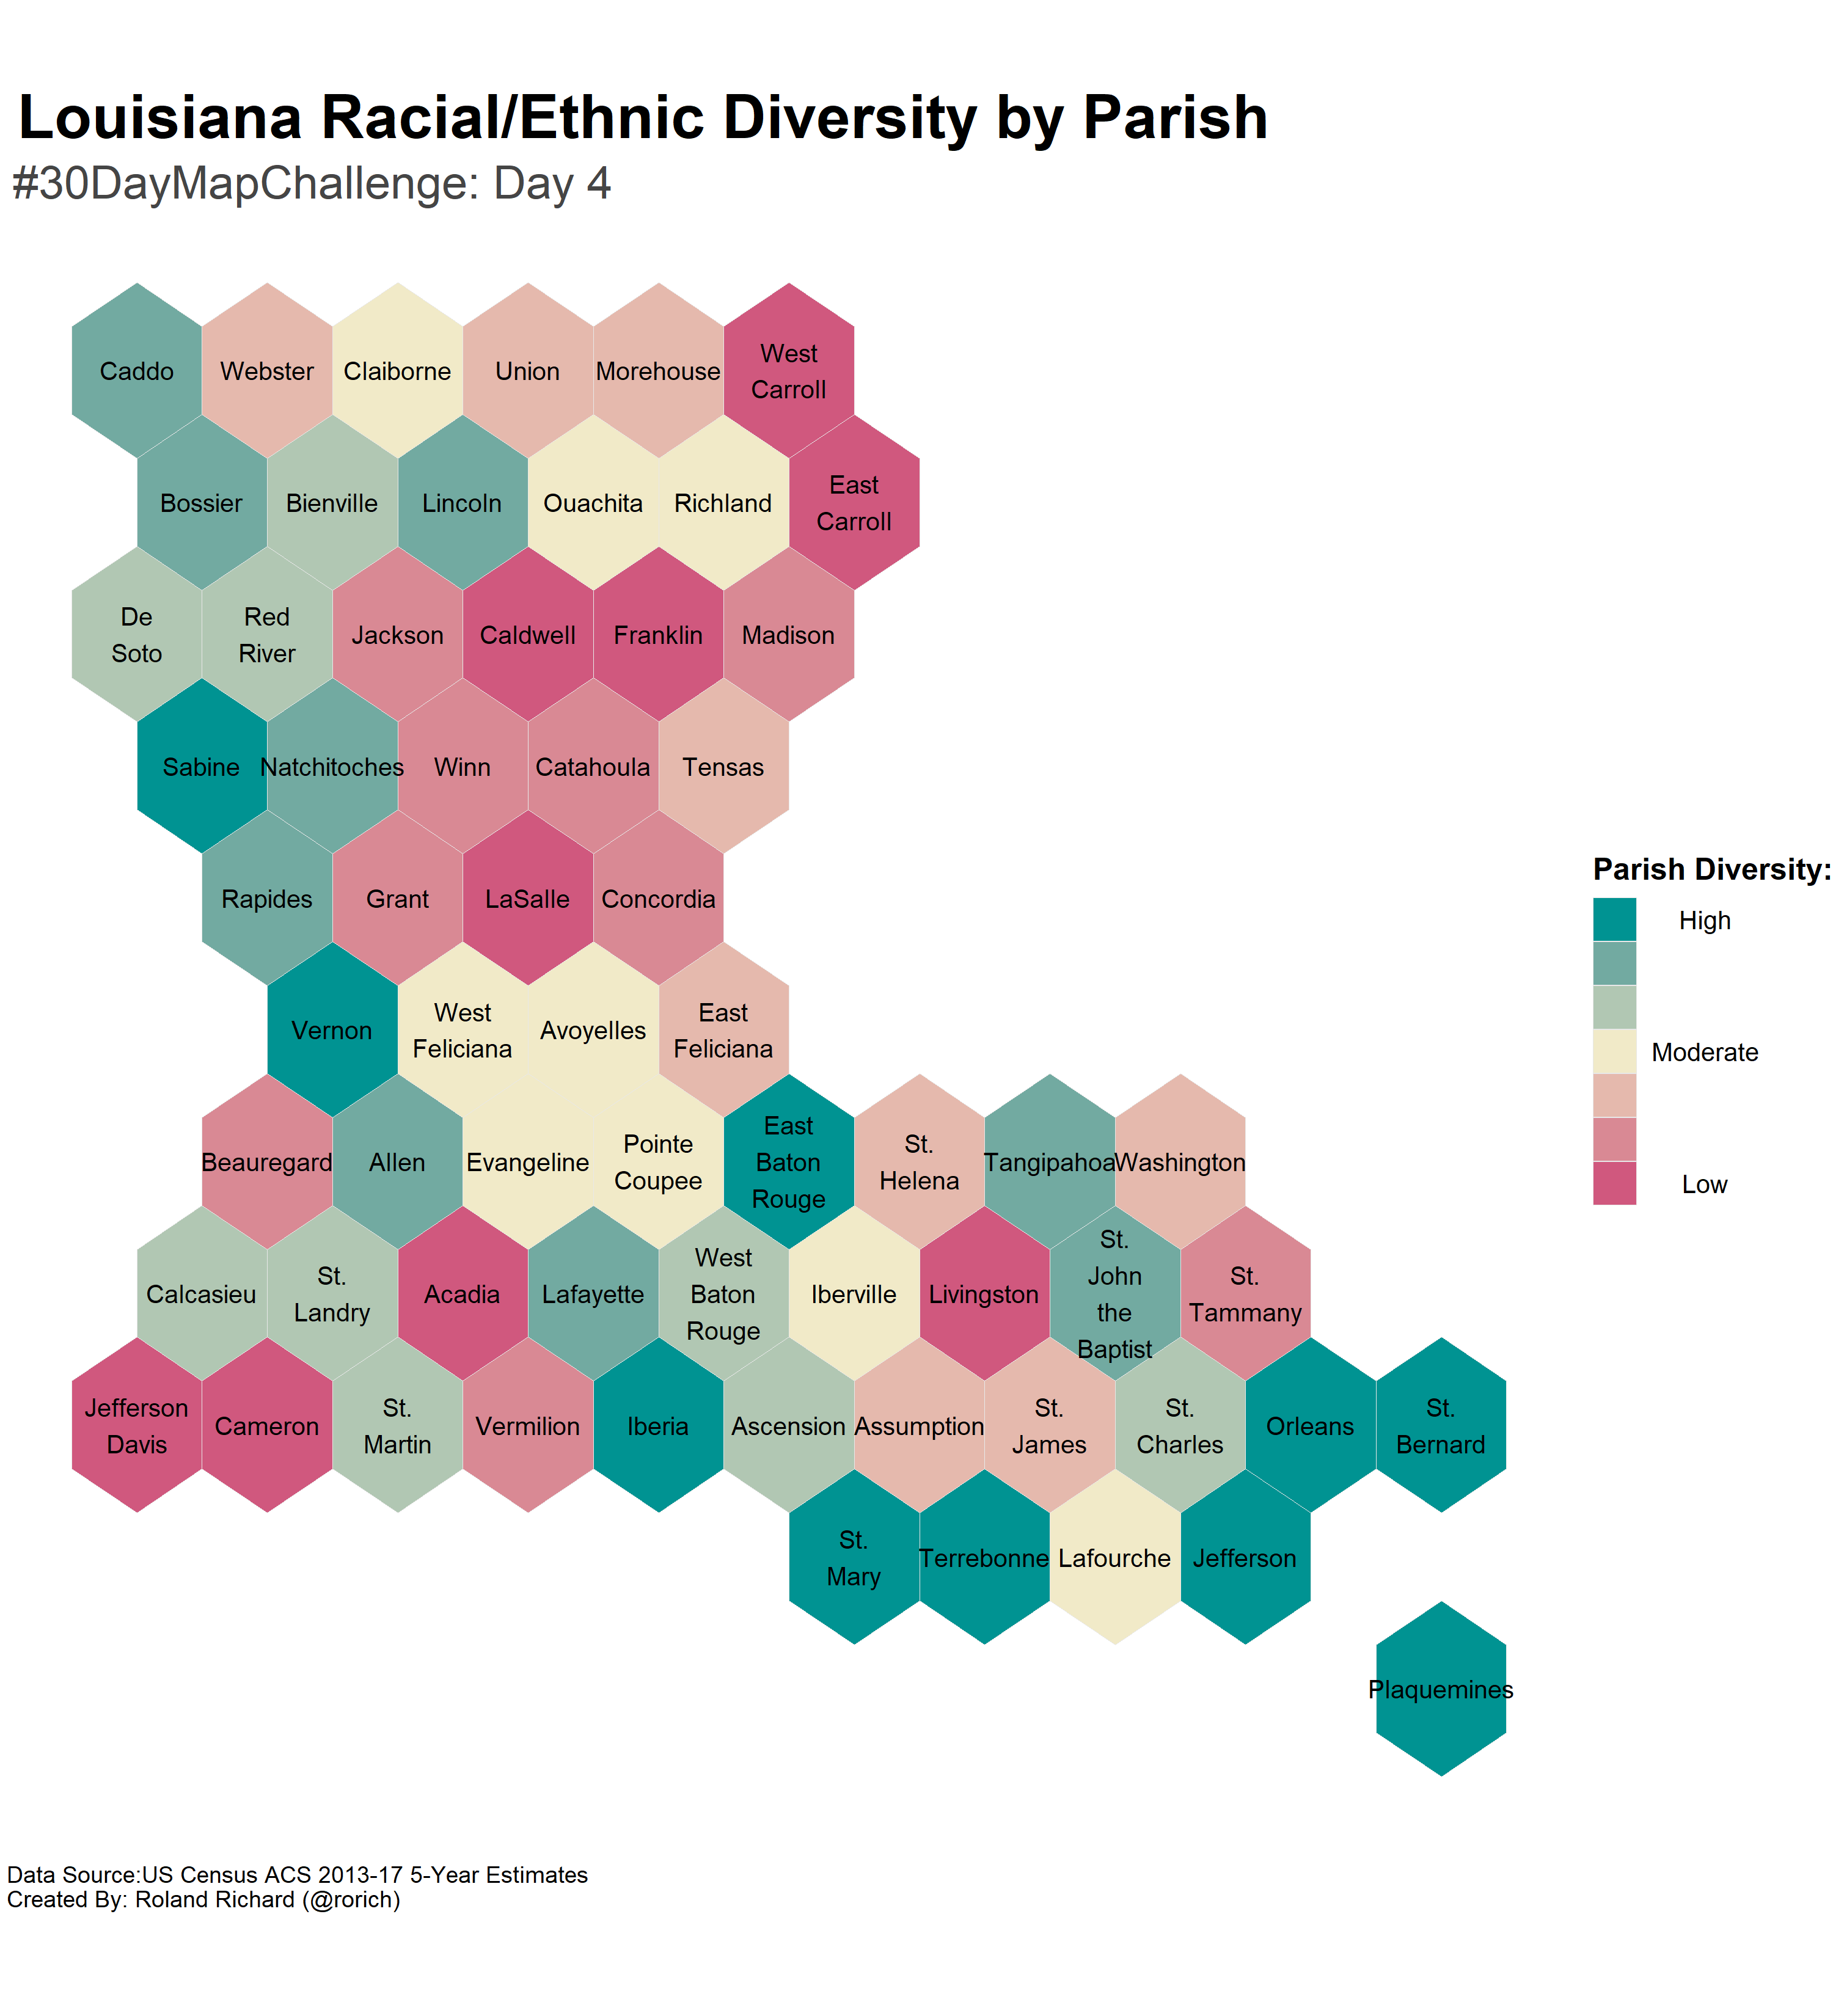 Louisiana Racial/Ethnic Diversity by Parish
#30DayMapChallenge: Day 4
Caddo
Webster
Claiborne
Union
Morehouse
West
Carroll
Bossier
Bienville
Lincoln
Ouachita
Richland
East
Carroll
De
Soto
Red
River
Jackson
Caldwell
Franklin
Madison
Sabine
Natchitoches
Winn
Catahoula
Tensas
Rapides
Grant
LaSalle
Concordia
Vernon
West
Feliciana
Avoyelles
East
Feliciana
Beauregard
Allen
Evangeline
Pointe
Coupee
East
Baton
Rouge
St.
Helena
Tangipahoa
Washington
Calcasieu
St.
Landry
Acadia
Lafayette
West
Baton
Rouge
Iberville
Livingston
St.
John
the
Baptist
St.
Tammany
Jefferson
Davis
Cameron
St.
Martin
Vermilion
Iberia
Ascension
Assumption
St.
James
St.
Charles
Orleans
St.
Bernard
St.
Mary
Terrebonne
Lafourche
Jefferson
Plaquemines
Parish Diversity:
High
Moderate
Low
Data Source:US Census ACS 2013-17 5-Year Estimates
Created By: Roland Richard (@rorich)